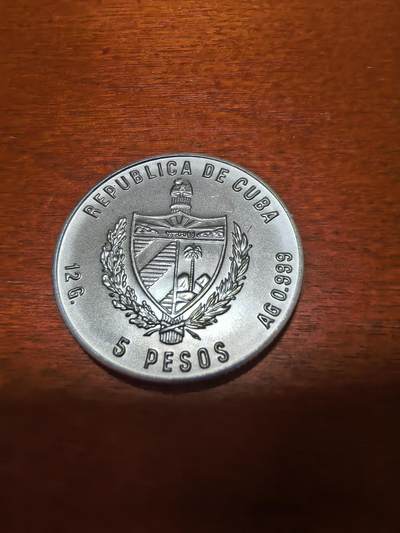 REPUBLICA DE CUBA
12 G.
AG 0.999
5 PESOS